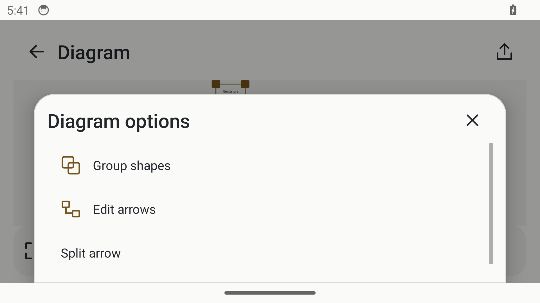 5:41
Diagram
Diagram options
Group shapes
Edit arrows
Split arrow